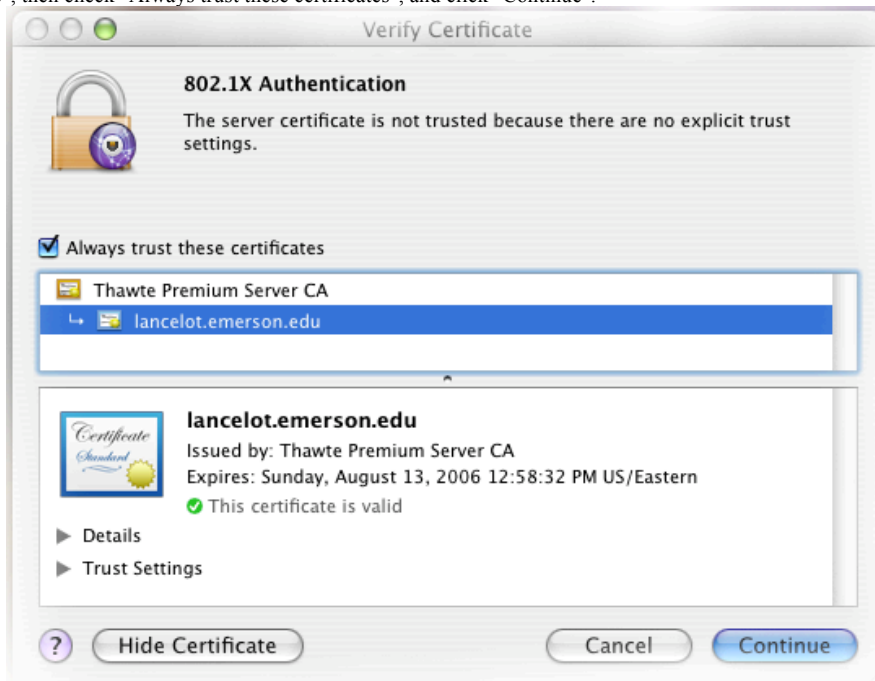 , then check "Always trust these certificates", and click "Continue".
Verify Certificate
802.1X Authentication
The server certificate is not trusted because there are no explicit trust
settings.
Always trust these certificates
Thawte Premium Server CA
lancelot.emerson.edu
Certificate
Standard
lancelot.emerson.edu
Issued by: Thawte Premium Server CA
Expires: Sunday, August 13, 2006 12:58:32 PM US/Eastern
This certificate is valid
Details
Trust Settings
? Hide Certificate Cancel Continue